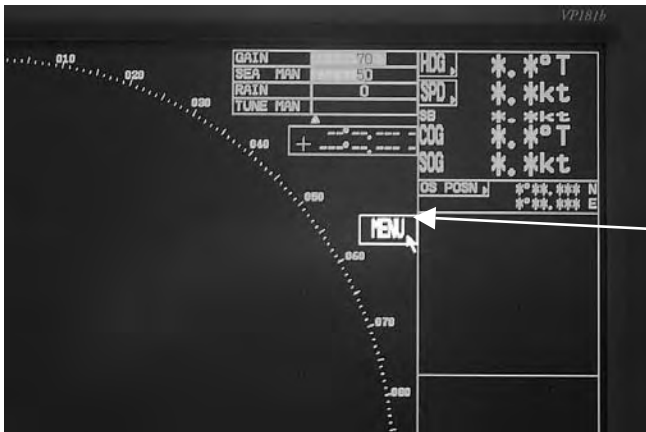 VP181b
GAIN 70
SEA MAN 50
RAIN 0
TUNE MAN
HDG *.*°T
SPD *.*kt
SB *.*kt
COG *.*°T
SOG *.*kt
+ --°--.--- -
---°--.--- -
OS POSN *°**.*** N
*°**.*** E
MENU
010
020
030
040
050
060
070
080